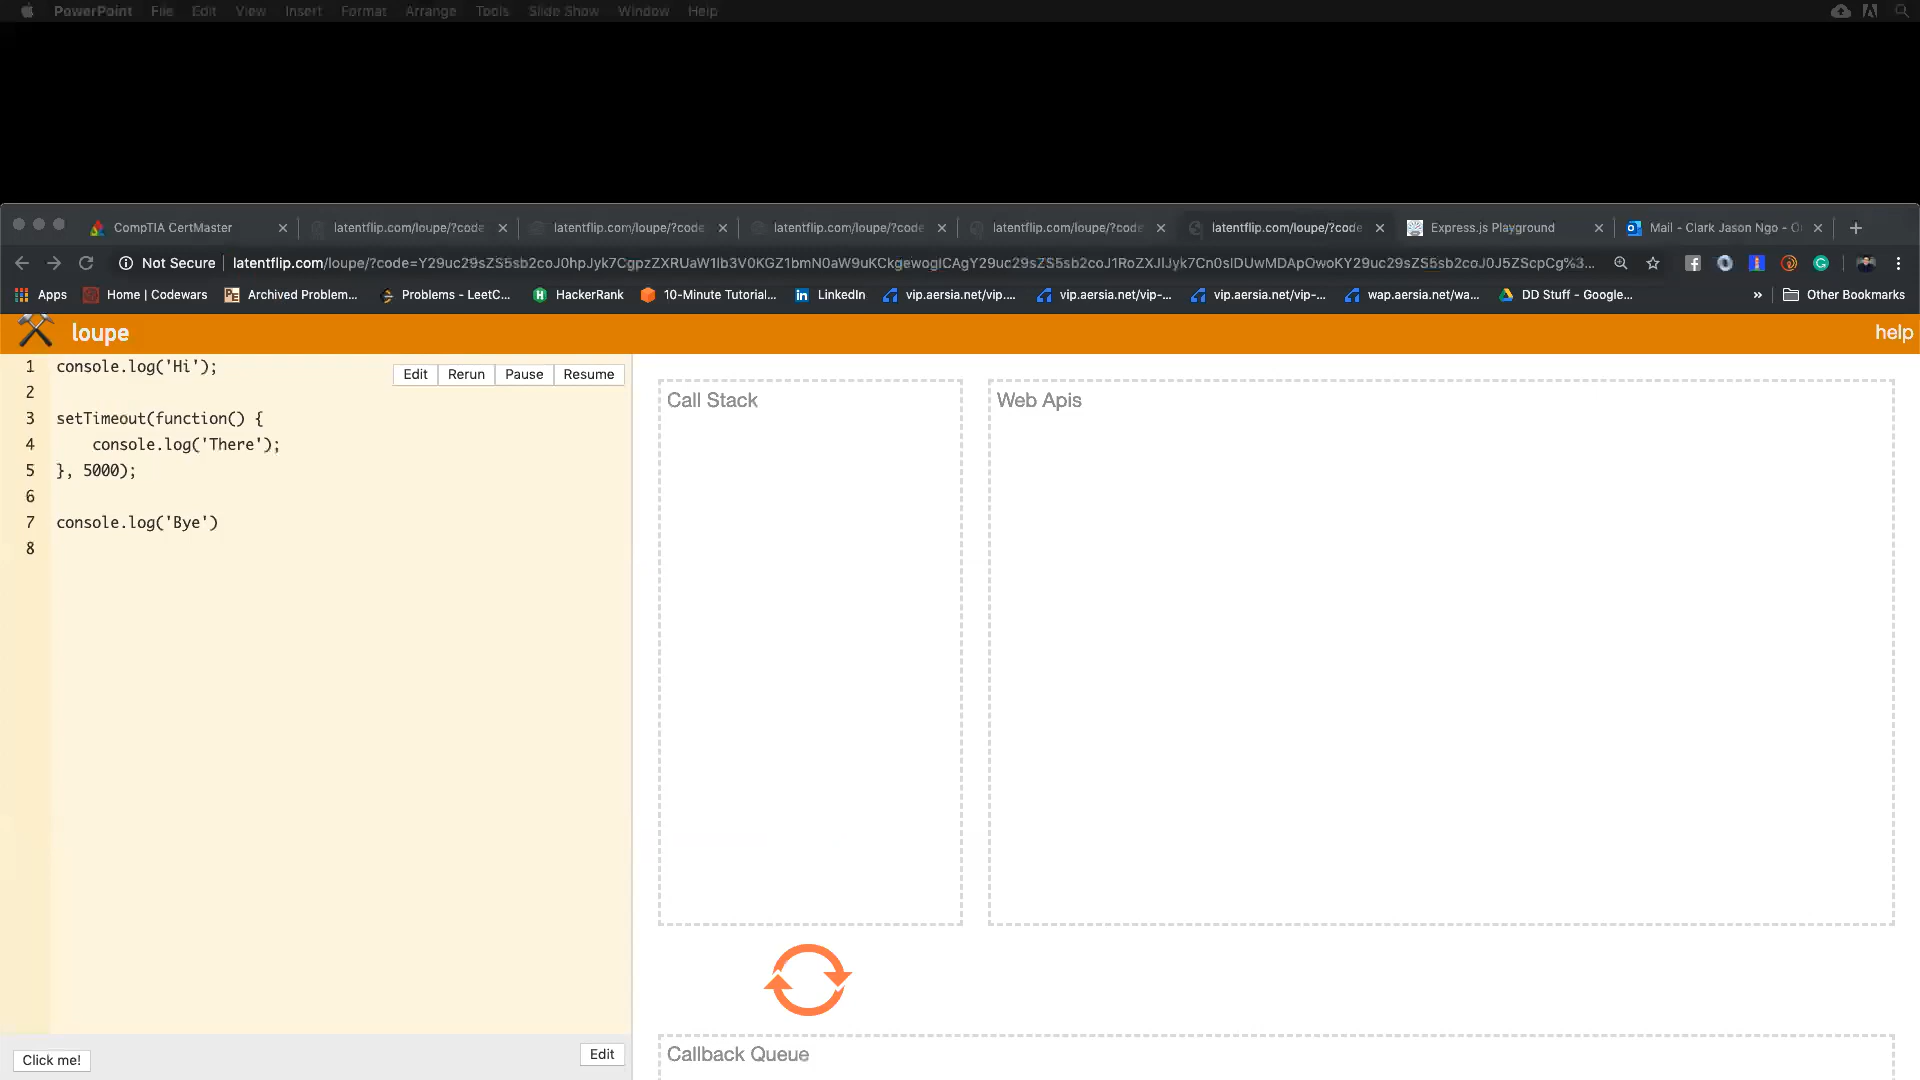 PowerPoint File Edit View Insert Format Arrange Tools Slide Show Window Help
CompTIA CertMaster latentflip.com/loupe/?code latentflip.com/loupe/?code latentflip.com/loupe/?code latentflip.com/loupe/?code latentflip.com/loupe/?code Express.js Playground Mail - Clark Jason Ngo - O
Not Secure
Apps Home | Codewars Archived Problem... Problems - LeetC... HackerRank 10-Minute Tutorial... LinkedIn vip.aersia.net/vip.... vip.aersia.net/vip-... vip.aersia.net/vip-... wap.aersia.net/wa... DD Stuff - Google... » Other Bookmarks
loupe help
1 console.log('Hi');
Edit Rerun Pause Resume
2
3 setTimeout(function() {
4 console.log('There');
5 }, 5000);
6
7 console.log('Bye')
8
Call Stack
Web Apis
Click me!
Edit
Callback Queue